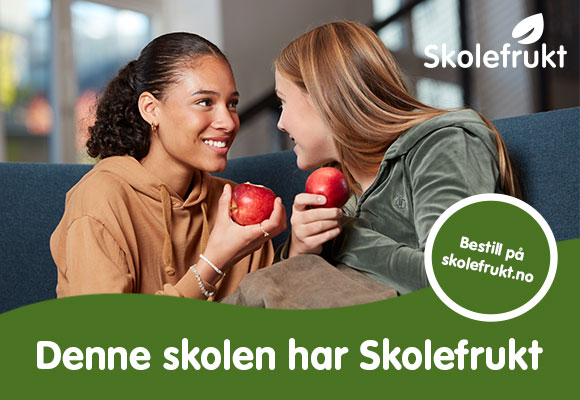 Skolefrukt
Bestill på
skolefrukt.no
Denne skolen har Skolefrukt